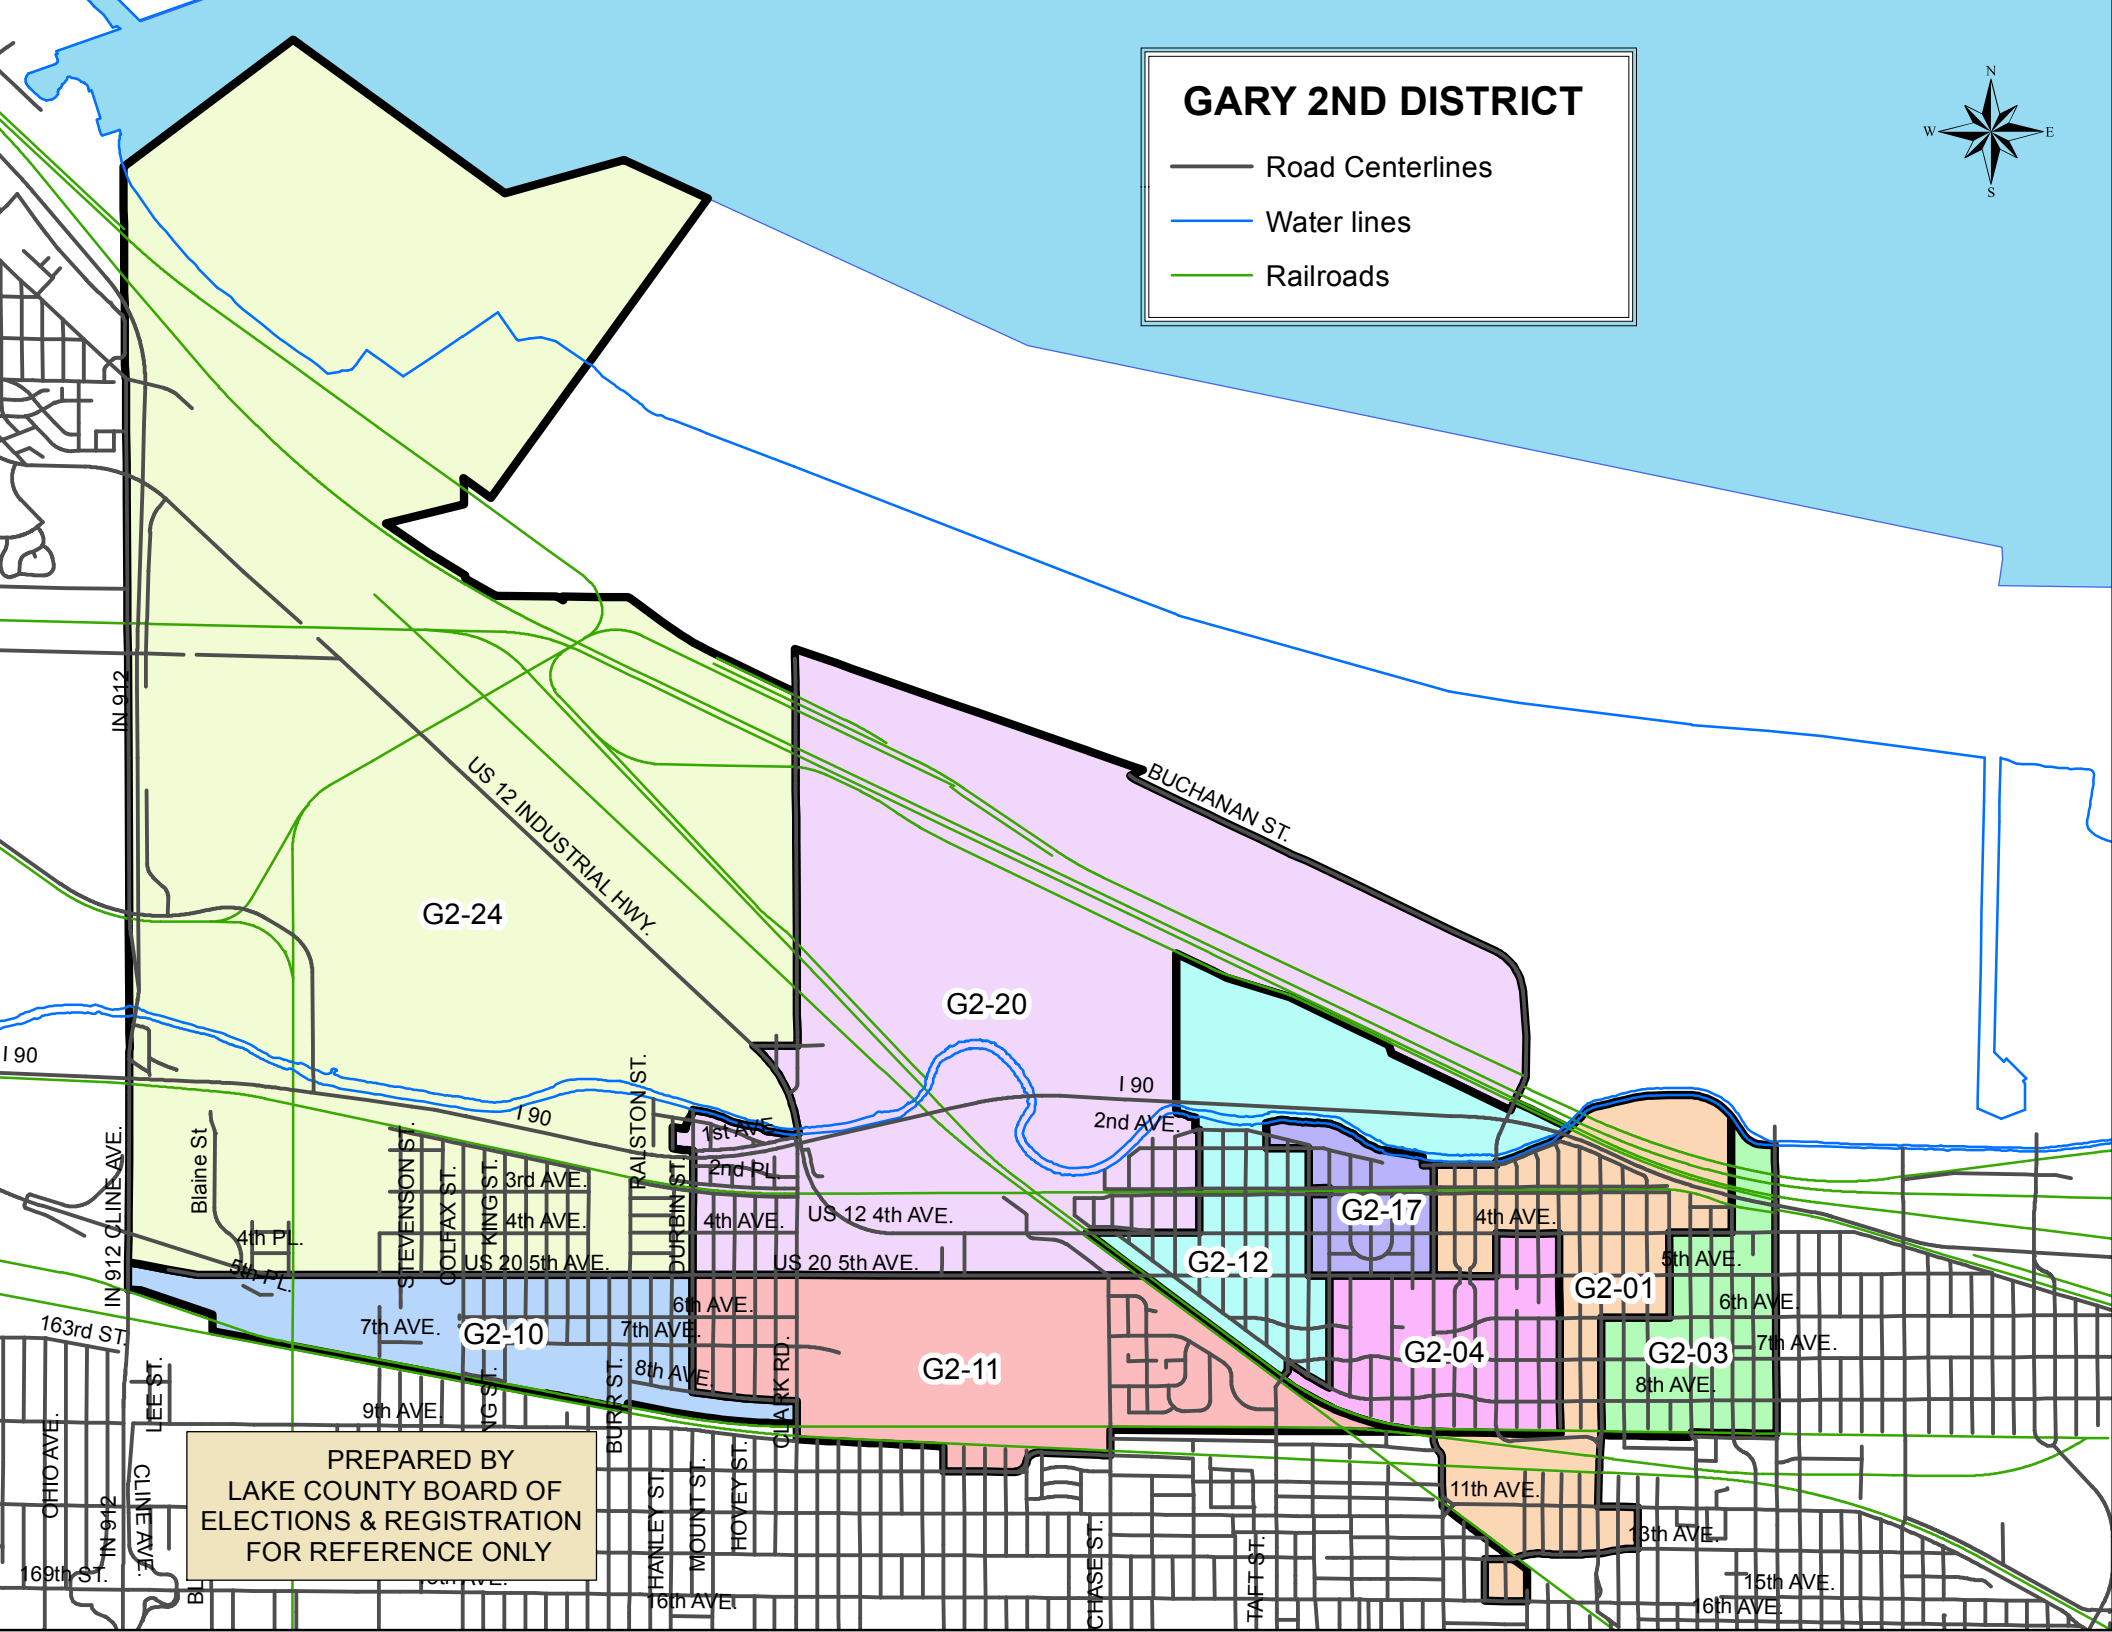 GARY 2ND DISTRICT
Road Centerlines
Water lines
Railroads
N
W
E
S
IN 912
US 12 INDUSTRIAL HWY.
BUCHANAN ST.
G2-24
G2-20
I 90
I 90
I 90
RALSTON ST.
1st AVE
2nd AVE.
2nd PL.
Blaine St
IN 912 CLINE AVE.
STEVENSON ST.
COLFAX ST.
KING ST.
DURBIN ST.
3rd AVE.
4th AVE.
4th AVE.
US 12 4th AVE.
4th AVE.
4th PL.
5th PL.
US 20 5th AVE.
US 20 5th AVE.
5th AVE.
G2-17
G2-12
G2-01
6th AVE.
6th AVE.
7th AVE.
G2-10
7th AVE.
7th AVE.
163rd ST.
G2-11
G2-04
G2-03
8th AVE.
8th AVE.
CLARK RD.
LEE ST.
NG ST.
BURR ST.
9th AVE.
OHIO AVE.
IN 912
CLINE AVE.
PREPARED BY
LAKE COUNTY BOARD OF
ELECTIONS & REGISTRATION
FOR REFERENCE ONLY
HANLEY ST.
MOUNT ST.
HOVEY ST.
CHASE ST.
TAFT ST.
11th AVE.
13th AVE.
169th ST.
BL
15th AVE.
16th AVE.
16th AVE.